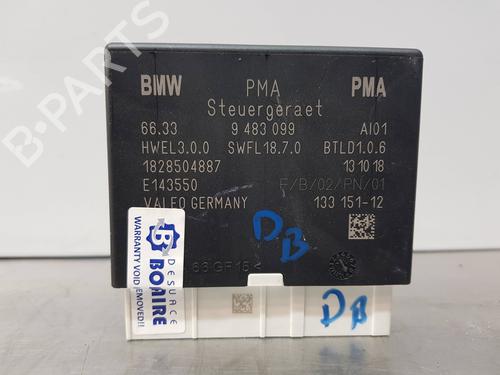 B-PARTS
BMW PMA PMA
Steuergeraet
66.33 9 483 099 AI01
HWEL3.0.0 SWFL18.7.0 BTLD1.0.6
1828504887 131018
E143550 F/B/02/PN/01
VALEO GERMANY 133 151-12
DB
GF15<
WARRANTY VOID IF REMOVED!!
DESGUACE
BOAIRE
DB